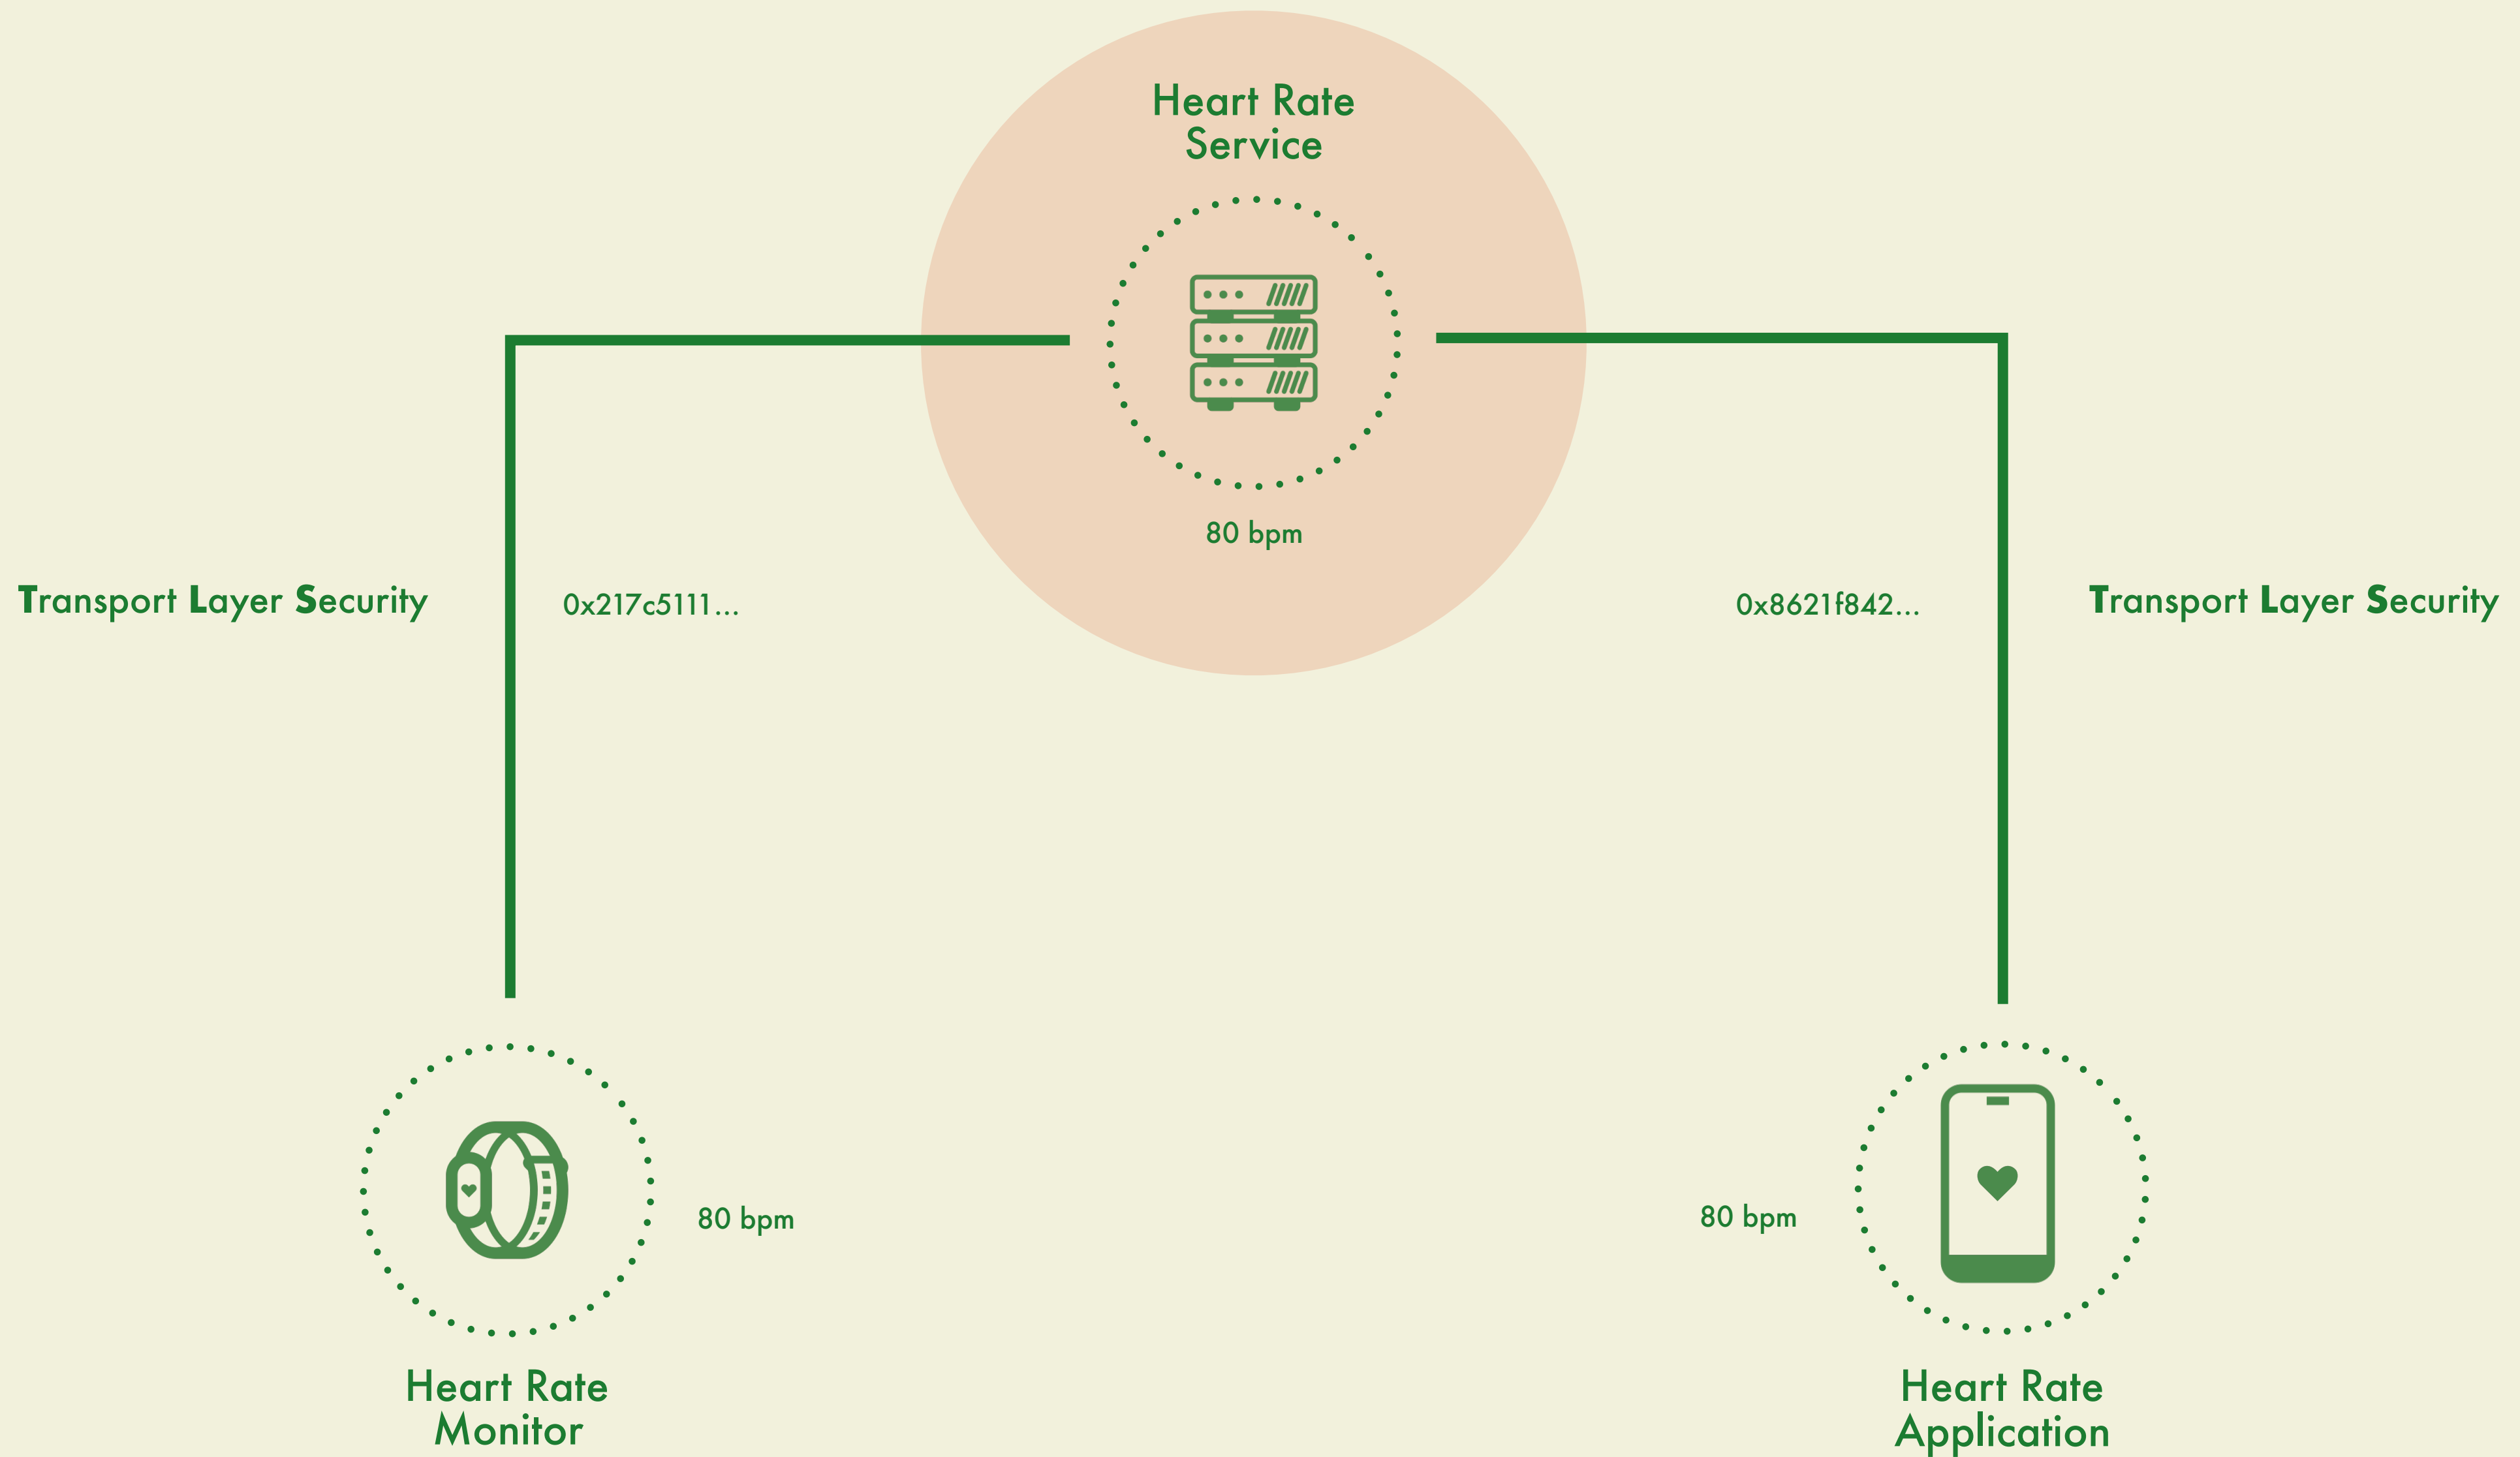 Heart Rate
Service
80 bpm
Transport Layer Security
0x217c5111...
0x8621f842...
Transport Layer Security
80 bpm
80 bpm
Heart Rate
Monitor
Heart Rate
Application